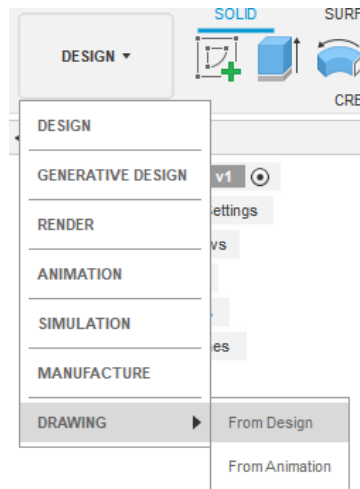 SOLID
SURF
DESIGN
CRE
DESIGN
GENERATIVE DESIGN
v1
ettings
RENDER
vs
ANIMATION
SIMULATION
es
MANUFACTURE
DRAWING
From Design
From Animation